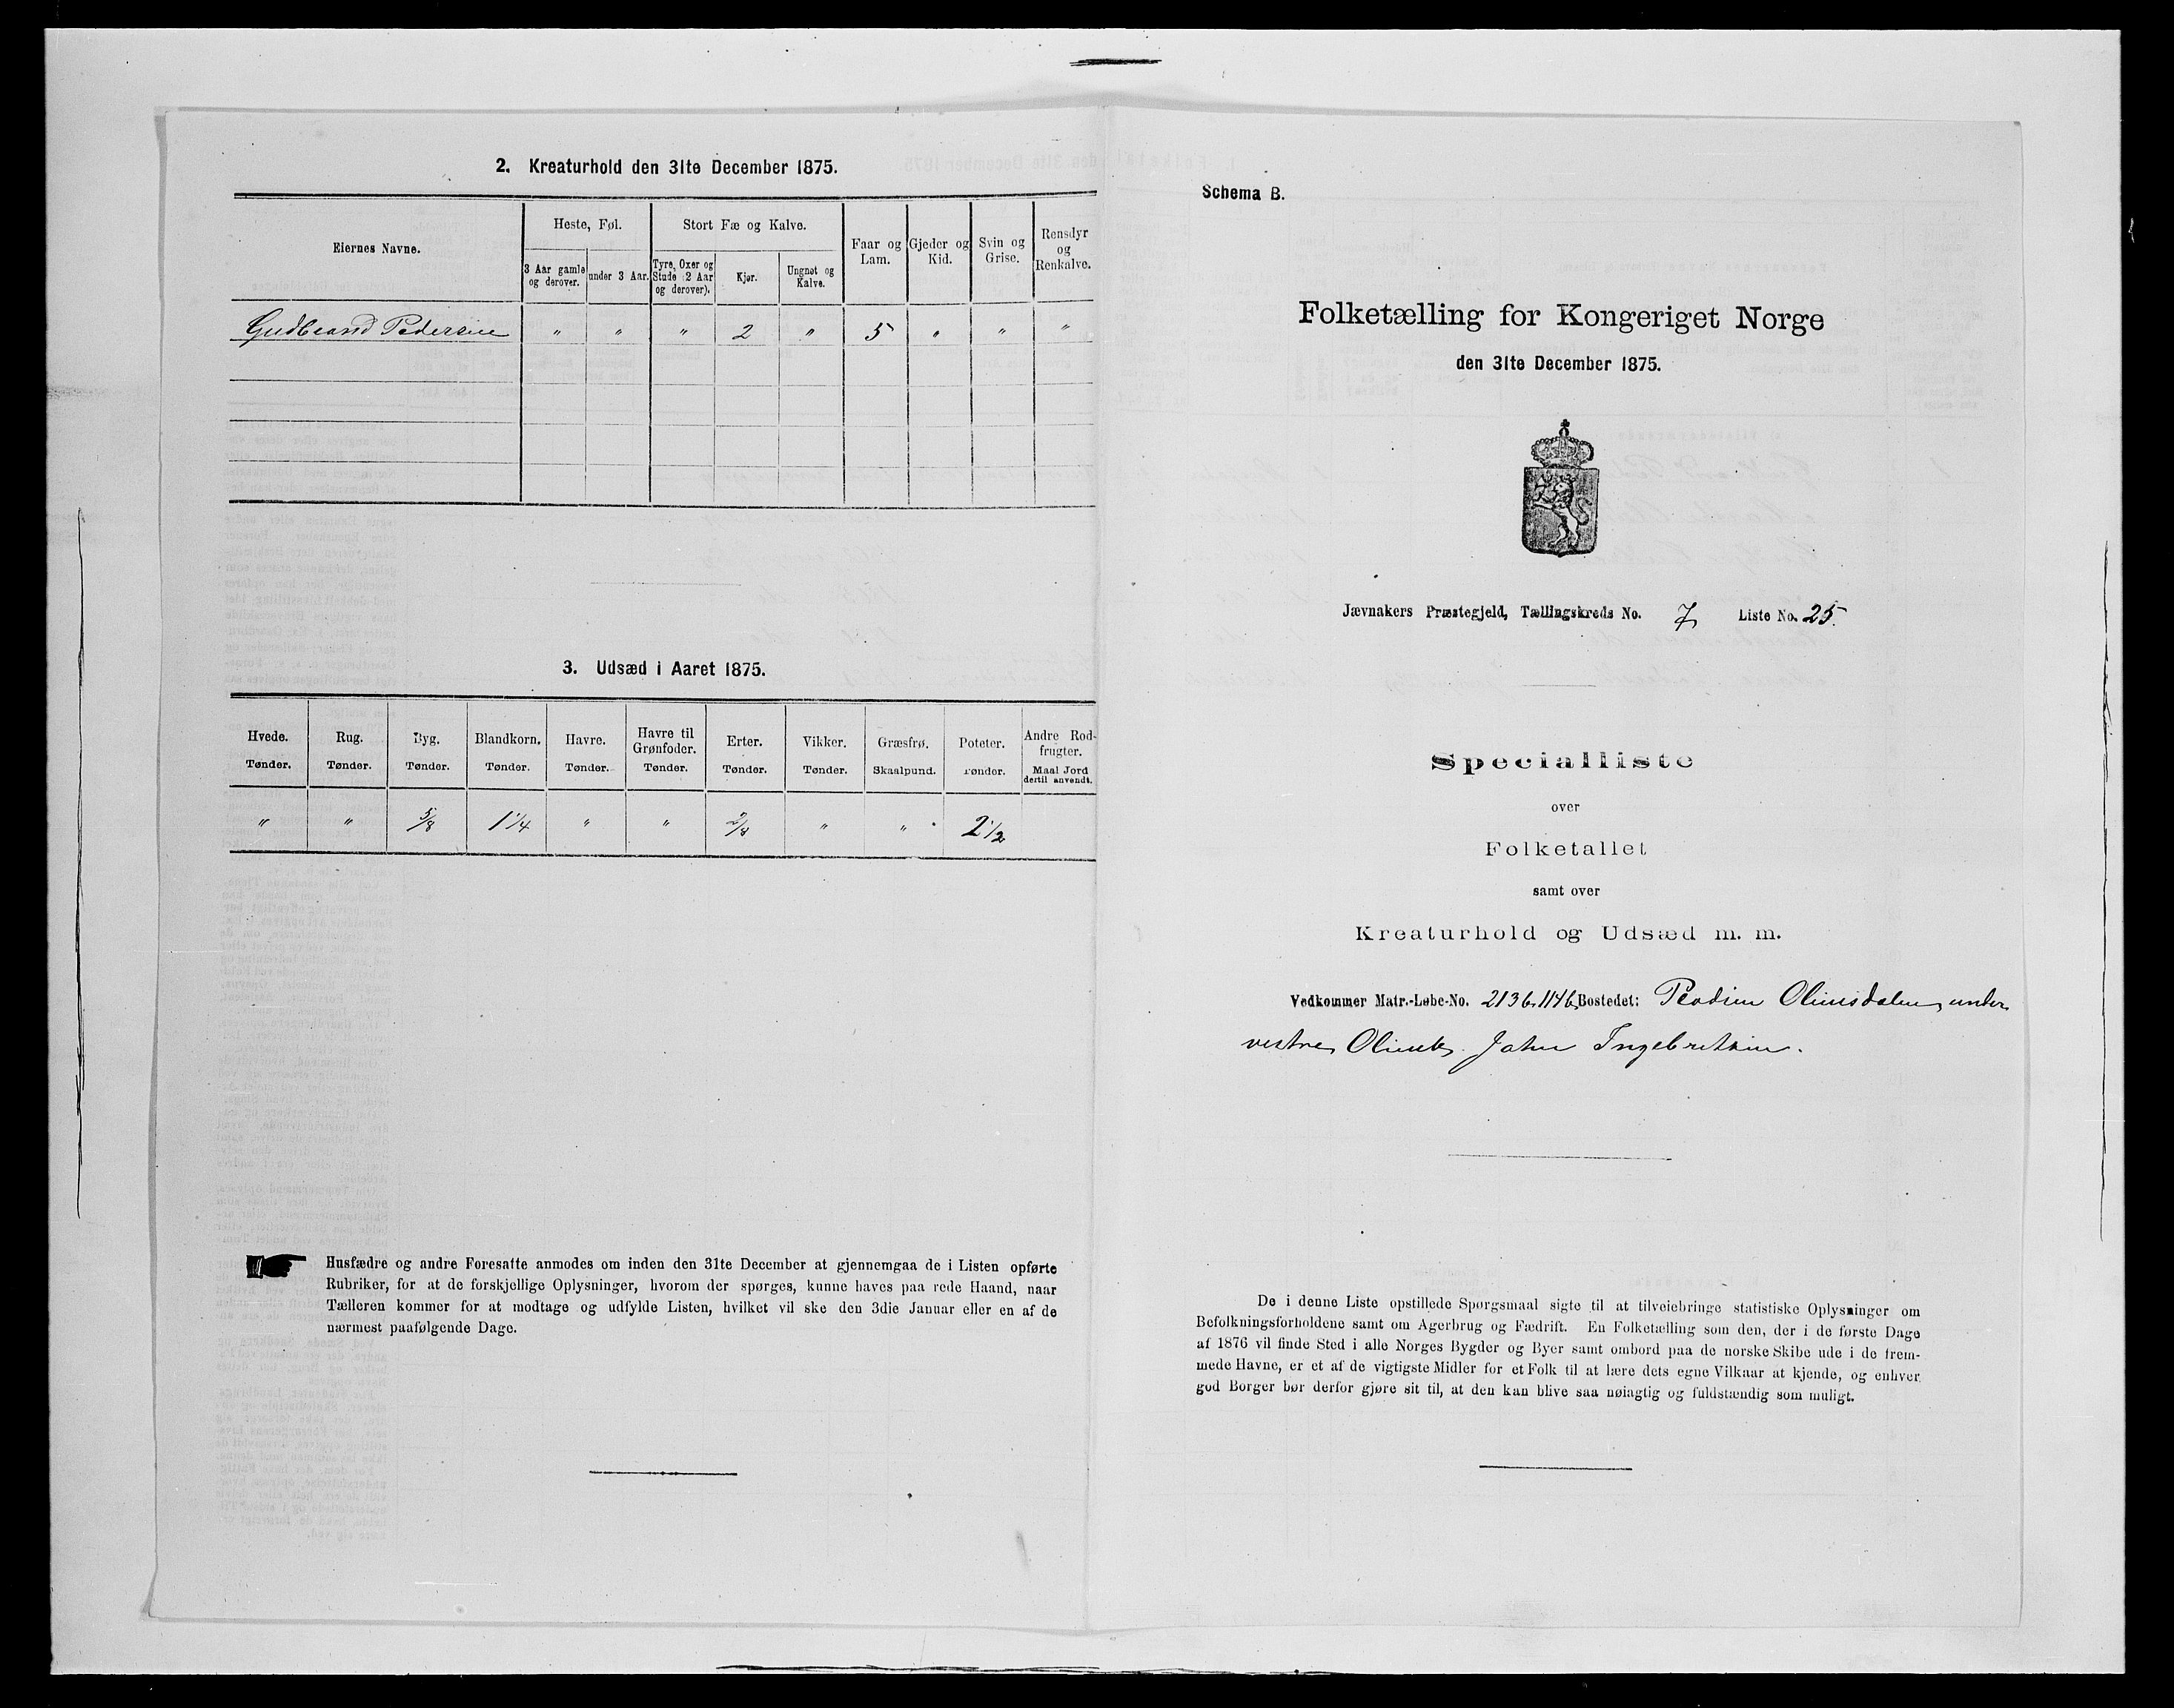 2. Kreaturhold den 31te December 1875.
Eiernes Navne.
Heste, Føl.
Stort Fæ og Kalve.
Faar og Lam.
Gjeder og Kid.
Svin og Grise.
Rensdyr og Renkalve.
3 Aar gamle og derover.
under 3 Aar.
Tyre, Oxer og Stude (2 Aar og derover).
Kjør.
Ungnøt og Kalve.
Gudbrand Pedersen " " " 2 " 5 " " "
3. Udsæd i Aaret 1875.
Hvede. Rug. Byg. Blandkorn. Havre. Havre til Grønfoder. Erter. Vikker. Græsfrø. Poteter. Andre Rodfrugter.
Tønder. Tønder. Tønder. Tønder. Tønder. Tønder. Tønder. Tønder. Skaalpund. Tønder. Maal Jord dertil anvendt.
" " 5/8 1 1/4 " " 2/8 " " 2 1/2
Husfædre og andre Foresatte anmodes om inden den 31te December at gjennemgaa de i Listen opførte
Rubriker, for at de forskjellige Oplysninger, hvorom der spørges, kunne haves paa rede Haand, naar
Tælleren kommer for at modtage og udfylde Listen, hvilket vil ske den 3die Januar eller en af de
nærmest paafølgende Dage.
Schema B.
Folketælling for Kongeriget Norge
den 31te December 1875.
Jævnakers Præstegjeld, Tællingskreds No. 7 Liste No. 25.
Specialliste
over
Folketallet
samt over
Kreaturhold og Udsæd m. m.
Vedkommer Matr.-Løbe-No. 213b. 114b. Bostedet: Olimsdalen, under
vestre John Ingebretsen.
De i denne Liste opstillede Spørgsmaal sigte til at tilveiebringe statistiske Oplysninger om
Befolkningsforholdene samt om Agerbrug og Fædrift. En Folketælling som den, der i de første Dage
af 1876 vil finde Sted i alle Norges Bygder og Byer samt ombord paa de norske Skibe ude i de frem-
mede Havne, er et af de vigtigste Midler for et Folk til at lære dets egne Vilkaar at kjende, og enhver
god Borger bør derfor gjøre sit til, at den kan blive saa nøiagtig og fuldstændig som muligt.